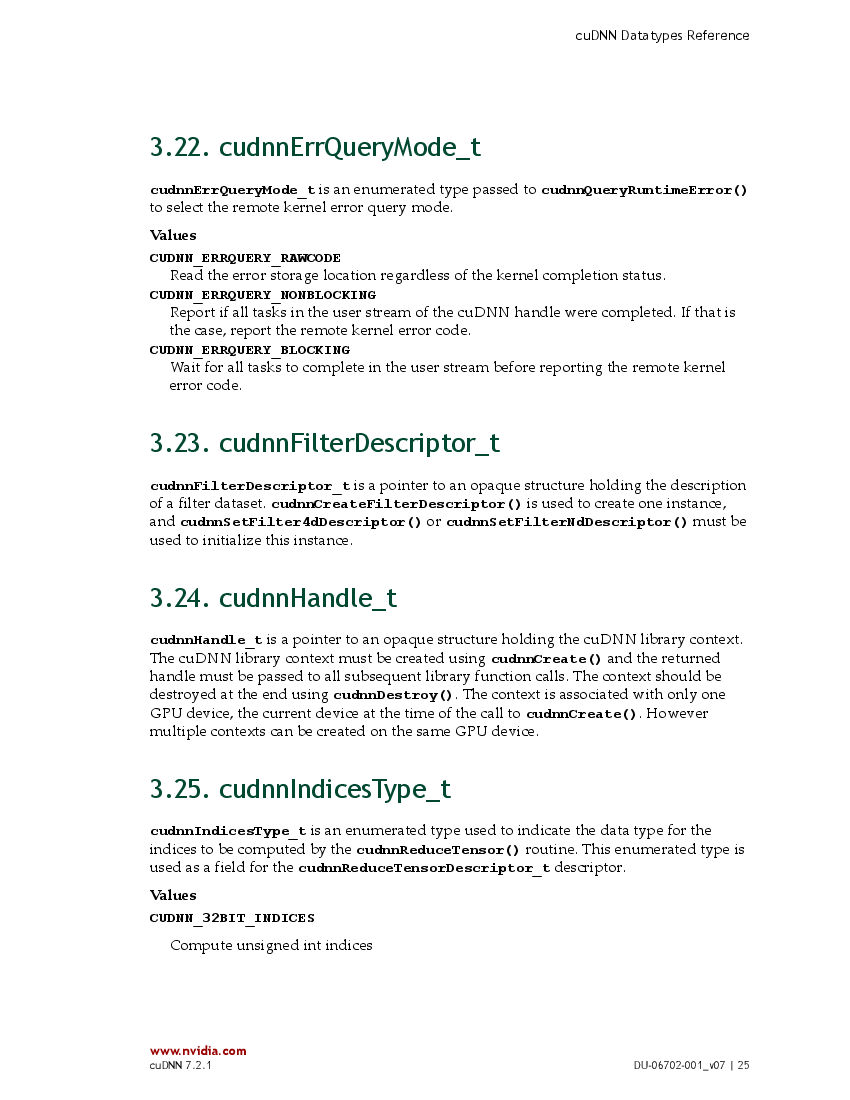 cuDNN Datatypes Reference
3.22. cudnnErrQueryMode_t
cudnnErrQueryMode_t is an enumerated type passed to cudnnQueryRuntimeError()
to select the remote kernel error query mode.
Values
CUDNN_ERRQUERY_RAWCODE
Read the error storage location regardless of the kernel completion status.
CUDNN_ERRQUERY_NONBLOCKING
Report if all tasks in the user stream of the cuDNN handle were completed. If that is
the case, report the remote kernel error code.
CUDNN_ERRQUERY_BLOCKING
Wait for all tasks to complete in the user stream before reporting the remote kernel
error code.
3.23. cudnnFilterDescriptor_t
cudnnFilterDescriptor_t is a pointer to an opaque structure holding the description
of a filter dataset. cudnnCreateFilterDescriptor() is used to create one instance,
and cudnnSetFilter4dDescriptor() or cudnnSetFilterNdDescriptor() must be
used to initialize this instance.
3.24. cudnnHandle_t
cudnnHandle_t is a pointer to an opaque structure holding the cuDNN library context.
The cuDNN library context must be created using cudnnCreate() and the returned
handle must be passed to all subsequent library function calls. The context should be
destroyed at the end using cudnnDestroy(). The context is associated with only one
GPU device, the current device at the time of the call to cudnnCreate(). However
multiple contexts can be created on the same GPU device.
3.25. cudnnIndicesType_t
cudnnIndicesType_t is an enumerated type used to indicate the data type for the
indices to be computed by the cudnnReduceTensor() routine. This enumerated type is
used as a field for the cudnnReduceTensorDescriptor_t descriptor.
Values
CUDNN_32BIT_INDICES
Compute unsigned int indices
www.nvidia.com
cuDNN 7.2.1
DU-06702-001_v07 | 25